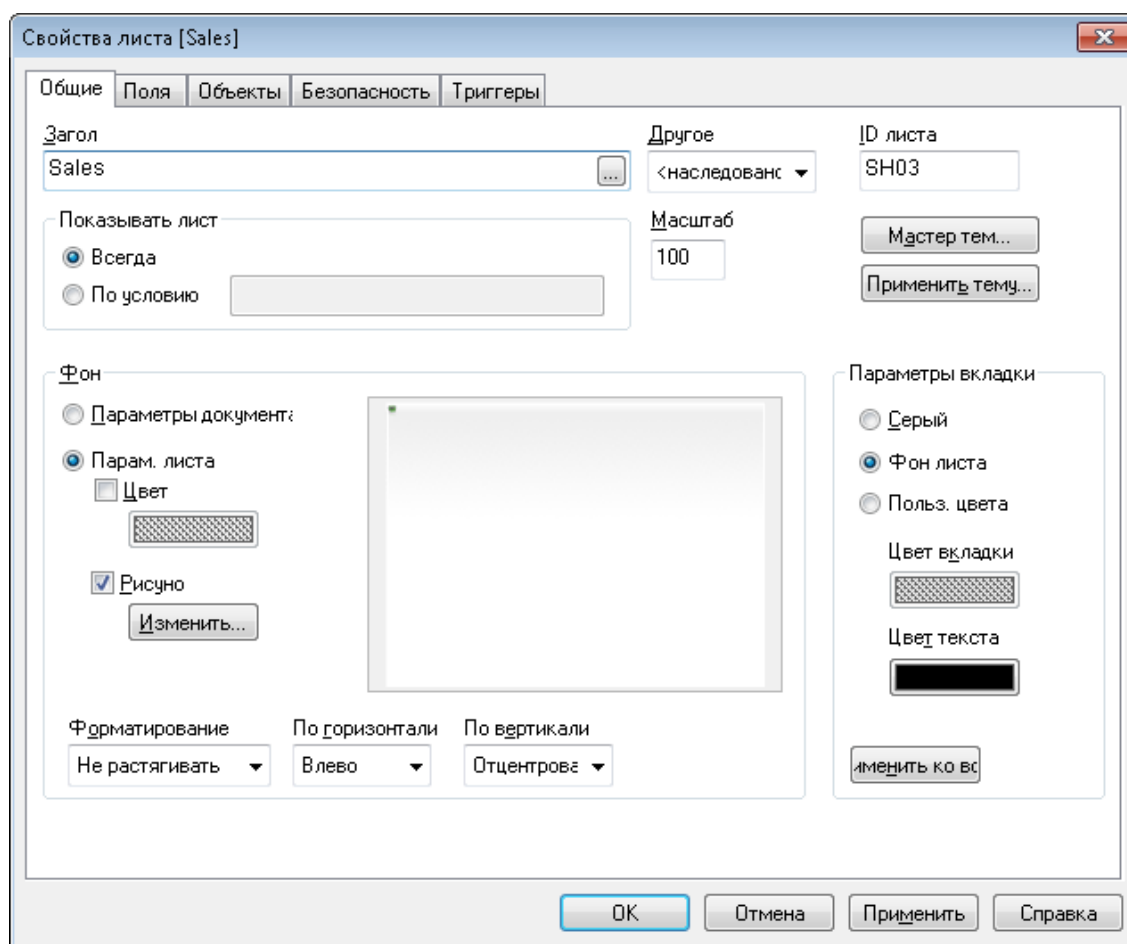 Свойства листа [Sales]
Общие Поля Объекты Безопасность Триггеры
Загол Другое ID листа
Sales ... <наследованс SH03
Показывать лист Масштаб
Всегда 100 Мастер тем...
По условию Применить тему...
Фон Параметры вкладки
Параметры документа Серый
Парам. листа Фон листа
Цвет Польз. цвета
Цвет вкладки
Рисуно
Изменить... Цвет текста
Форматирование По горизонтали По вертикали
Не растягивать Влево Отцентрова именить ко вс
OK Отмена Применить Справка